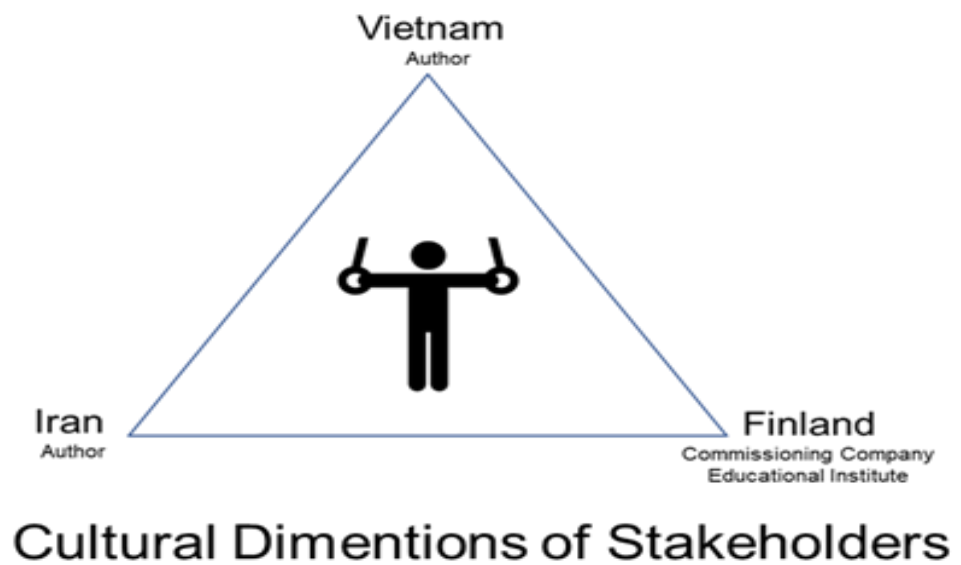 Vietnam
Author
Iran
Author
Finland
Commissioning Company
Educational Institute
Cultural Dimentions of Stakeholders